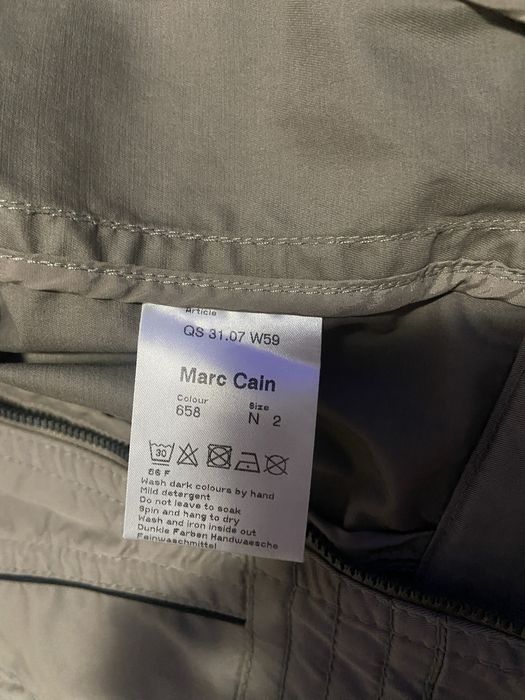 Article
QS 31.07 W59
Marc Cain
Colour Size
658 N 2
30
86 F
Wash dark colours by hand
Mild detergent
Do not leave to soak
Spin and hang to dry
Wash and iron inside out
Dunkle Farben Handwaesche
Feinwaschmittel